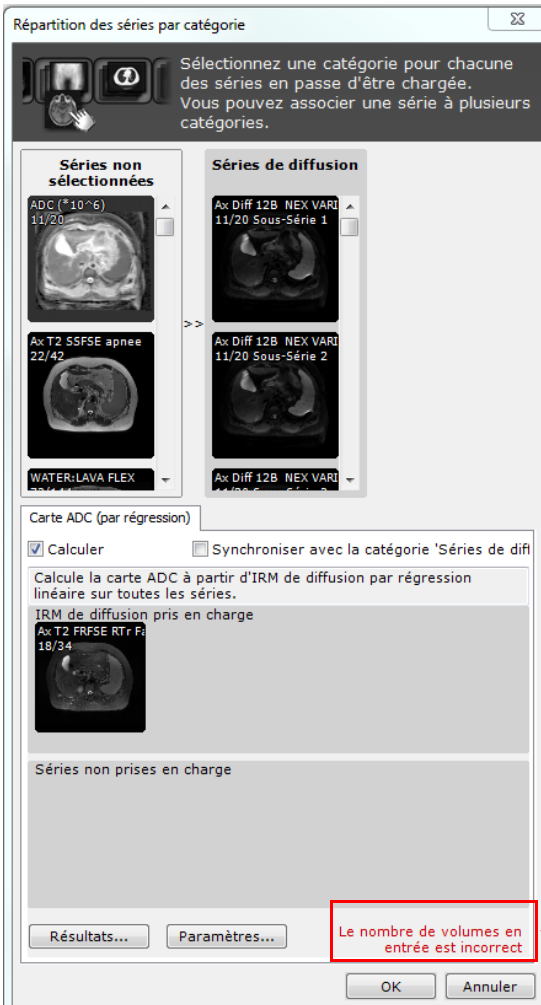 Répartition des séries par catégorie
Sélectionnez une catégorie pour chacune
des séries en passe d'être chargée.
Vous pouvez associer une série à plusieurs
catégories.
Séries non
sélectionnées
ADC (*10^6)
11/20
Ax T2 SSFSE apnee
22/42
WATER:LAVA FLEX
>>
Séries de diffusion
Ax Diff 12B NEX VARI
11/20 Sous-Série 1
Ax Diff 12B NEX VARI
11/20 Sous-Série 2
Ax Diff 12B NEX VARI
Carte ADC (par régression)
Calculer
Synchroniser avec la catégorie 'Séries de diff
Calcule la carte ADC à partir d'IRM de diffusion par régression
linéaire sur toutes les séries.
IRM de diffusion pris en charge
Ax T2 FRFSE RTr Fa
18/34
Séries non prises en charge
Résultats...
Paramètres...
Le nombre de volumes en
entrée est incorrect
OK
Annuler